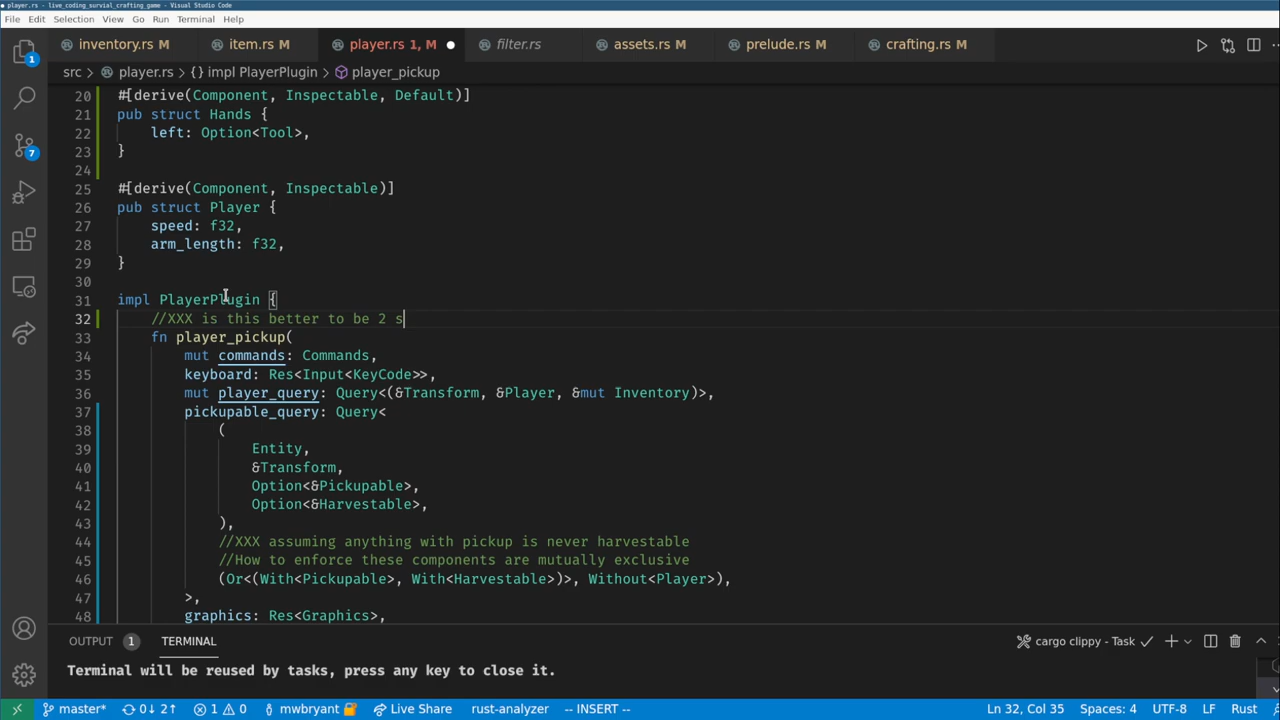 player.rs - live_coding_survial_crafting_game - Visual Studio Code
File Edit Selection View Go Run Terminal Help
inventory.rs M item.rs M player.rs 1, M filter.rs assets.rs M prelude.rs M crafting.rs M
src > player.rs > {} impl PlayerPlugin > player_pickup
20 #[derive(Component, Inspectable, Default)]
21 pub struct Hands {
22 left: Option<Tool>,
23 }
24
25 #[derive(Component, Inspectable)]
26 pub struct Player {
27 speed: f32,
28 arm_length: f32,
29 }
30
31 impl PlayerPlugin {
32 //XXX is this better to be 2 s
33 fn player_pickup(
34 mut commands: Commands,
35 keyboard: Res<Input<KeyCode>>,
36 mut player_query: Query<(&Transform, &Player, &mut Inventory)>,
37 pickupable_query: Query<
38 (
39 Entity,
40 &Transform,
41 Option<&Pickupable>,
42 Option<&Harvestable>,
43 ),
44 //XXX assuming anything with pickup is never harvestable
45 //How to enforce these components are mutually exclusive
46 (Or<(With<Pickupable>, With<Harvestable>)>, Without<Player>),
47 >,
48 graphics: Res<Graphics>,
OUTPUT 1 TERMINAL cargo clippy - Task
Terminal will be reused by tasks, press any key to close it.
1
7
master* 0↓ 2↑ 1 0 mwbryant Live Share rust-analyzer -- INSERT -- Ln 32, Col 35 Spaces: 4 UTF-8 LF Rust